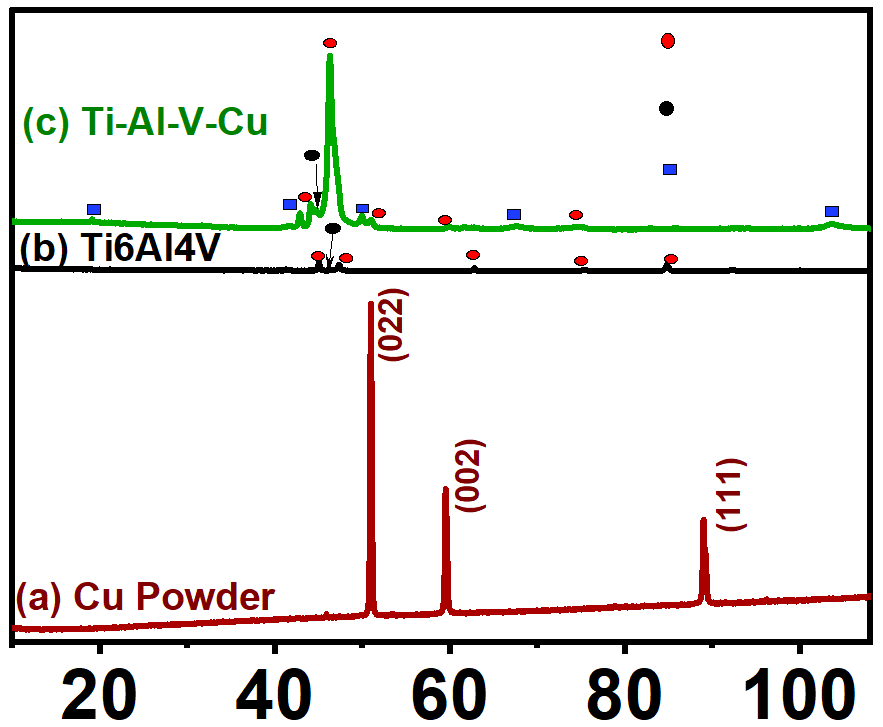 (c) Ti-Al-V-Cu
(b) Ti6Al4V
(022)
(002)
(111)
(a) Cu Powder
20 40 60 80 100